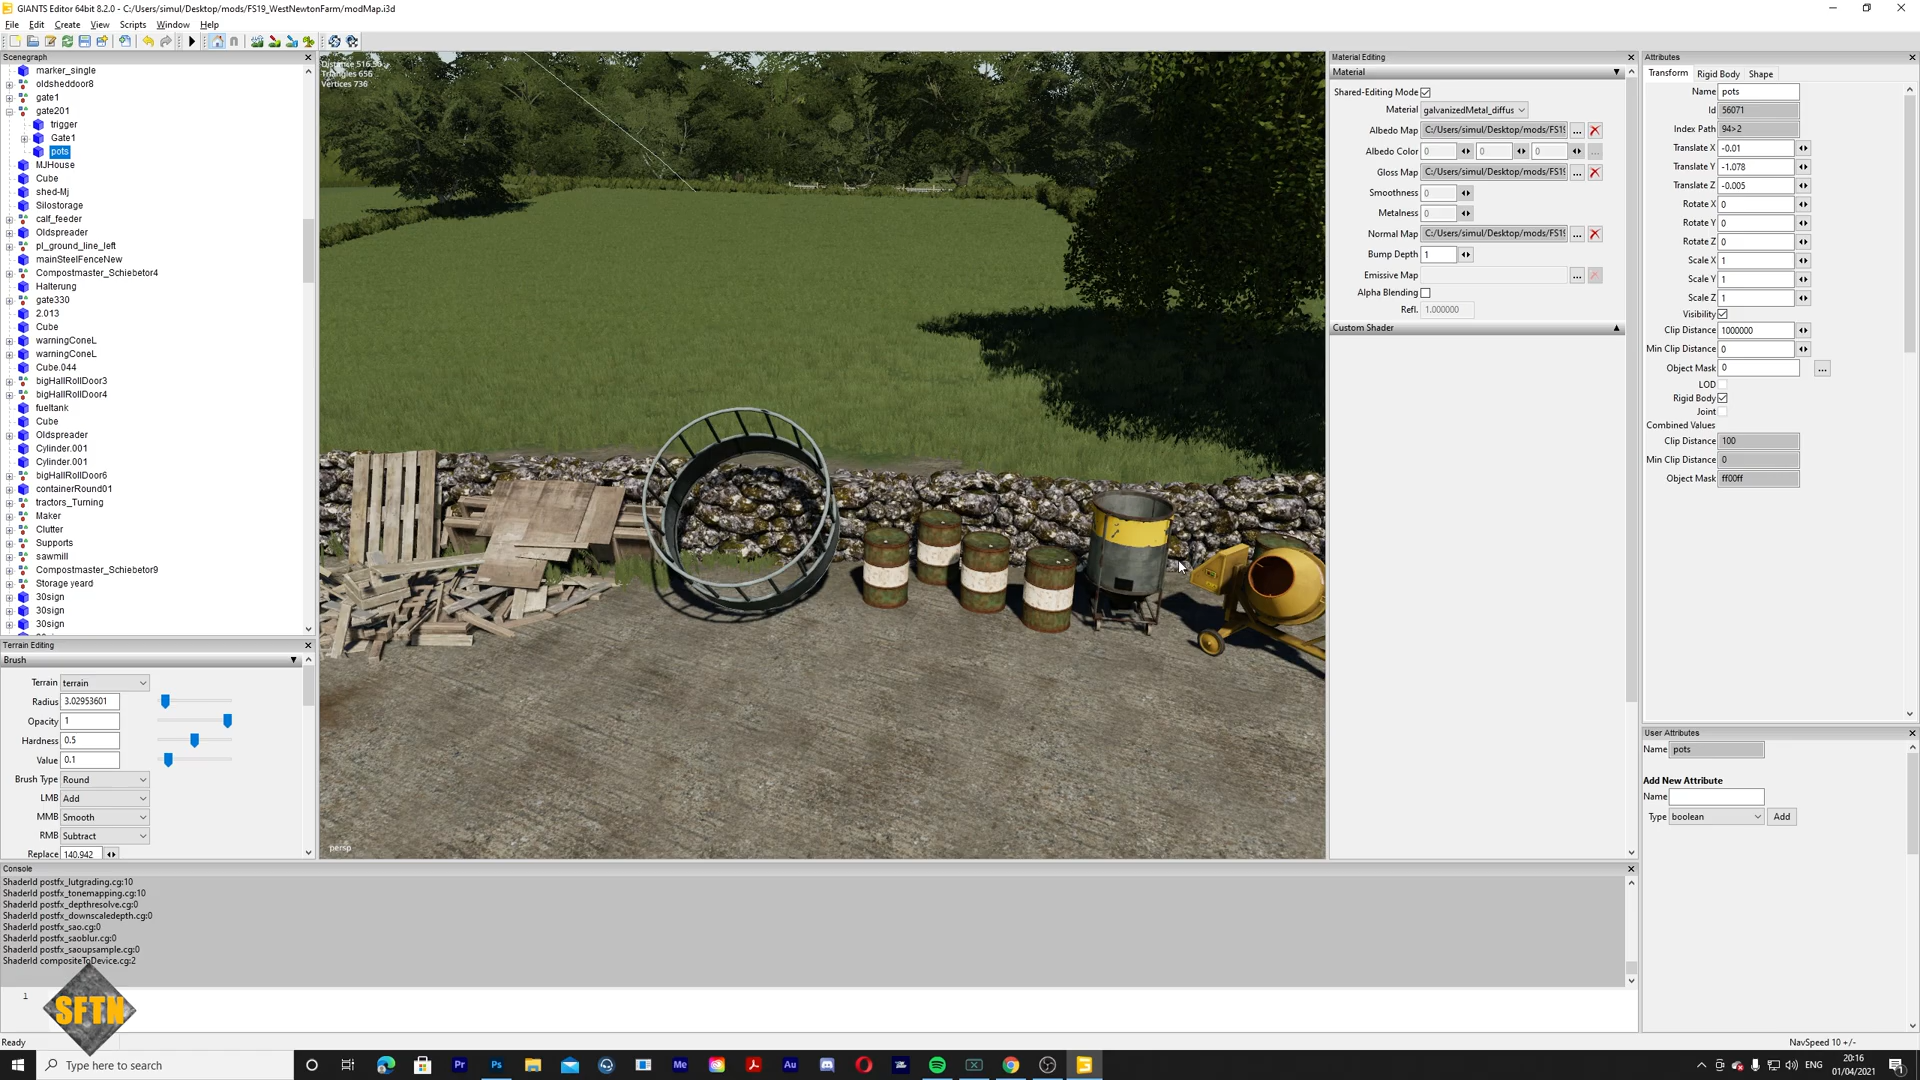 GIANTS Editor 64bit 8.2.0 - C:/Users/simul/Desktop/mods/FS19_WestNewtonFarm/modMap.i3d
File Edit Create View Scripts Window Help
Scenegraph
marker_single
oldsheddoor8
gate1
gate201
trigger
Gate1
pots
MJHouse
Cube
shed-Mj
Silostorage
calf_feeder
Oldspreader
pl_ground_line_left
mainSteelFenceNew
Compostmaster_Schiebetor4
Halterung
gate330
2.013
Cube
warningConeL
warningConeL
Cube.044
bigHallRollDoor3
bigHallRollDoor4
fueltank
Cube
Oldspreader
Cylinder.001
Cylinder.001
bigHallRollDoor6
containerRound01
tractors_Turning
Maker
Clutter
Supports
sawmill
Compostmaster_Schiebetor9
Storage yeard
30sign
30sign
30sign
Terrain Editing
Brush
Terrain terrain
Radius 3.02953601
Opacity 1
Hardness 0.5
Value 0.1
Brush Type Round
LMB Add
MMB Smooth
RMB Subtract
Replace 140.942
Triangles 656
Vertices 736
persp
Material Editing
Material
Shared-Editing Mode
Material galvanizedMetal_diffus
Albedo Map C:/Users/simul/Desktop/mods/FS19 ...
Albedo Color 0 0 0 ...
Gloss Map C:/Users/simul/Desktop/mods/FS19 ...
Smoothness 0
Metalness 0
Normal Map C:/Users/simul/Desktop/mods/FS19 ...
Bump Depth 1
Emissive Map ...
Alpha Blending
Refl. 1.000000
Custom Shader
Attributes
Transform Rigid Body Shape
Name pots
Id 56071
Index Path 94>2
Translate X -0.01
Translate Y -1.078
Translate Z -0.005
Rotate X 0
Rotate Y 0
Rotate Z 0
Scale X 1
Scale Y 1
Scale Z 1
Visibility
Clip Distance 1000000
Min Clip Distance 0
Object Mask 0 ...
LOD
Rigid Body
Joint
Combined Values
Clip Distance 100
Min Clip Distance 0
Object Mask ff00ff
User Attributes
Name pots
Add New Attribute
Name
Type boolean Add
Console
ShaderId postfx_lutgrading.cg:10
ShaderId postfx_tonemapping.cg:10
ShaderId postfx_depthresolve.cg:0
ShaderId postfx_downscaledepth.cg:0
ShaderId postfx_sao.cg:0
ShaderId postfx_saoblur.cg:0
ShaderId postfx_saoupsample.cg:0
ShaderId compositeToDevice.cg:2
1
SFTN
Ready
NavSpeed 10 +/-
Type here to search
Pr Ps Me Au
ENG
20:16
01/04/2021